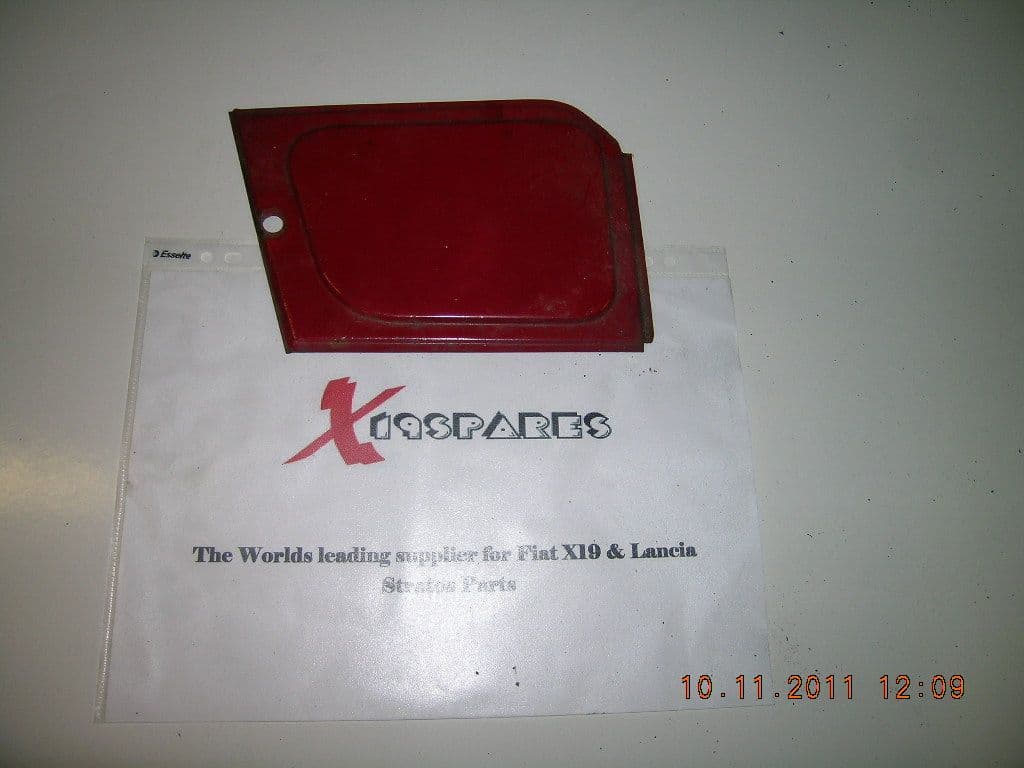 Esselte
X19SPARES
The Worlds leading supplier for Fiat X19 & Lancia
Stratos Parts
10.11.2011 12:09